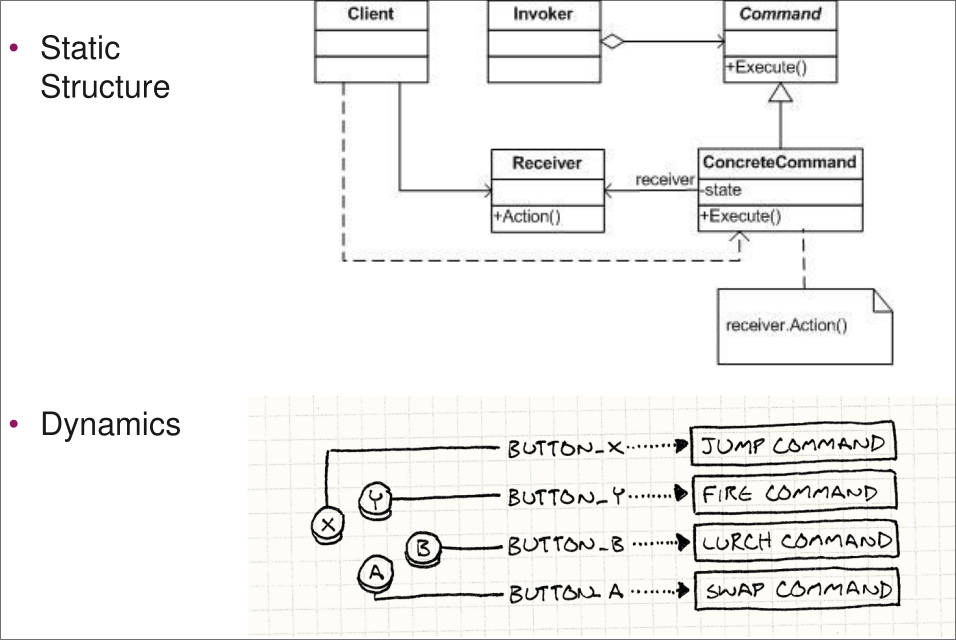 • Static
Structure
Client
Invoker
Command
+Execute()
Receiver
+Action()
receiver
ConcreteCommand
-state
+Execute()
receiver.Action()
• Dynamics
X
Y
B
A
BUTTON_X
JUMP COMMAND
BUTTON_Y
FIRE COMMAND
BUTTON_B
LURCH COMMAND
BUTTON_A
SWAP COMMAND